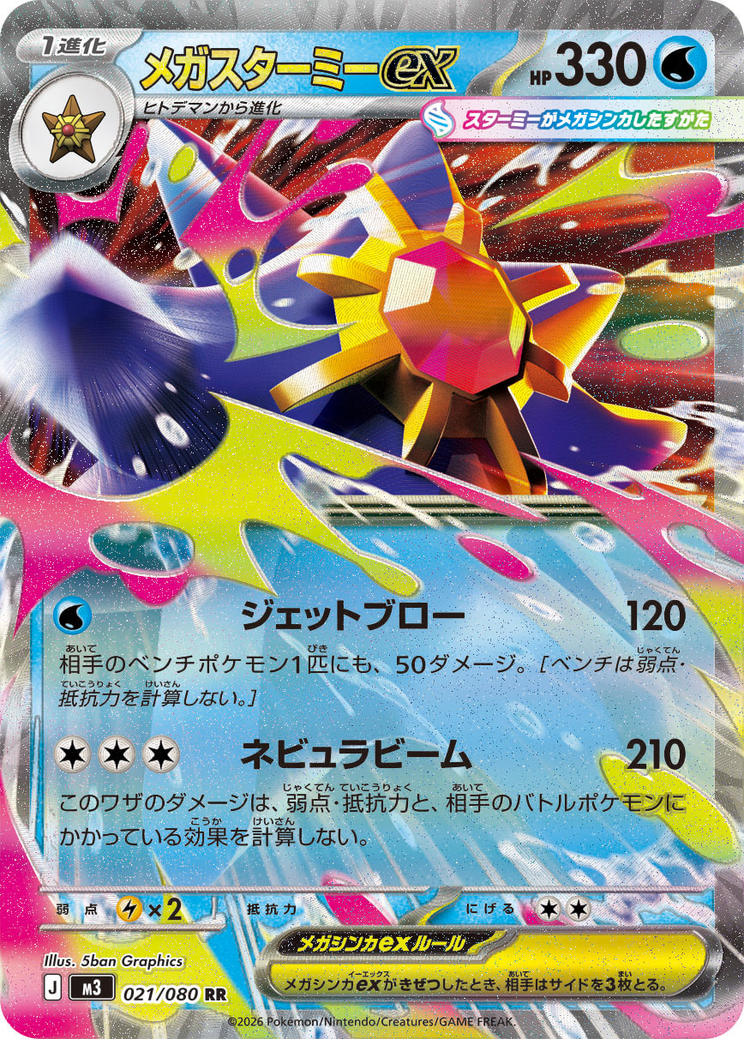 1進化
メガスターミーex
HP330
ヒトデマンから進化
スターミーがメガシンカしたすがた
ジェットブロー 120
相手のベンチポケモン1匹にも、50ダメージ。[ベンチは弱点・
抵抗力を計算しない。]
ネビュラビーム 210
このワザのダメージは、弱点・抵抗力と、相手のバトルポケモンに
かかっている効果を計算しない。
弱点 ×2 抵抗力 にげる
Illus. 5ban Graphics
メガシンカexルール
メガシンカexがきぜつしたとき、相手はサイドを3枚とる。
J M3 021/080 RR
©2026 Pokémon/Nintendo/Creatures/GAME FREAK.